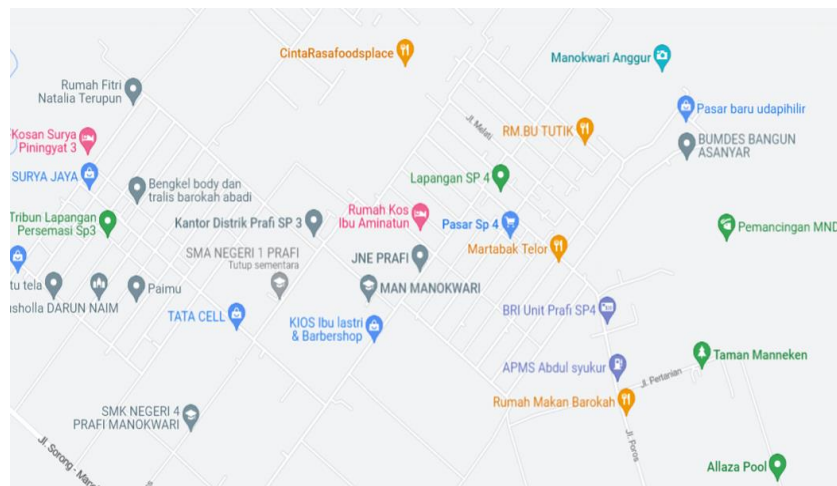 CintaRasafoodsplace
Manokwari Anggur
Rumah Fitri
Natalia Terupun
Pasar baru udapihilir
Jl. Melati
RM.BU TUTIK
Kosan Surya
Piningyat 3
BUMDES BANGUN
ASANYAR
SURYA JAYA
Bengkel body dan
tralis barokah abadi
Lapangan SP 4
Tribun Lapangan
Persemasi Sp3
Kantor Distrik Prafi SP 3
Rumah Kos
Ibu Aminatun
Pasar Sp 4
Pemancingan MND
Martabak Telor
SMA NEGERI 1 PRAFI
Tutup sementara
JNE PRAFI
tu tela
usholla DARUN NAIM
Paimu
MAN MANOKWARI
TATA CELL
KIOS Ibu lastri
& Barbershop
BRI Unit Prafi SP4
Taman Manneken
APMS Abdul syukur
Jl. Pertanian
Rumah Makan Barokah
SMK NEGERI 4
PRAFI MANOKWARI
Jl. Poros
Jl. Sorong - Mano
Allaza Pool